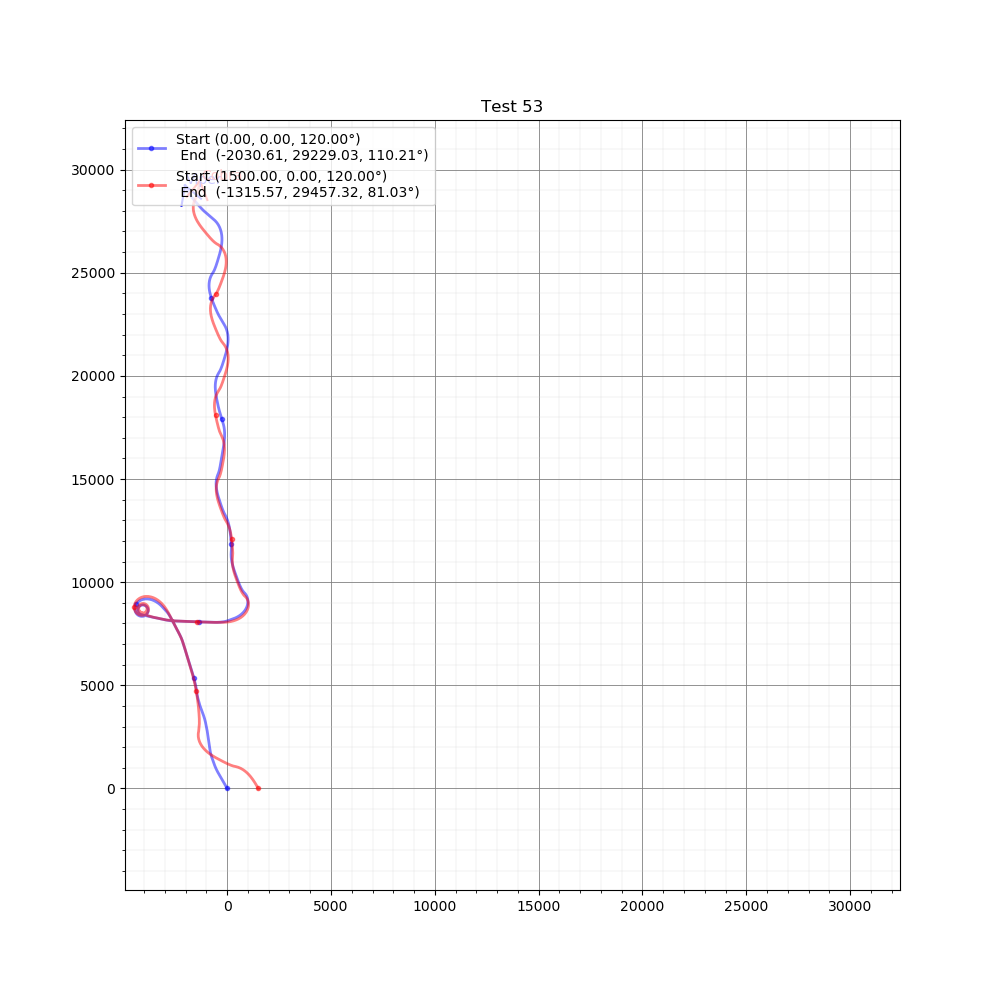 Test 53
Start (0.00, 0.00, 120.00°)
End (-2030.61, 29229.03, 110.21°)
Start (1500.00, 0.00, 120.00°)
End (-1315.57, 29457.32, 81.03°)
30000
25000
20000
15000
10000
5000
0
0 5000 10000 15000 20000 25000 30000